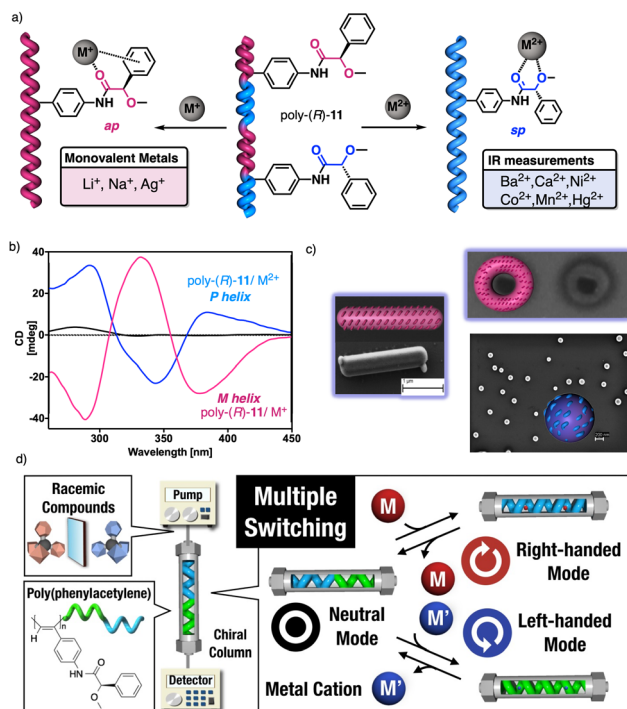 a)
M⁺
O
NH
O
ap
Monovalent Metals
Li⁺, Na⁺, Ag⁺
M⁺
O
N
H
O
poly-(R)-11
O
N
H
O
M²⁺
M²⁺
O
O
NH
sp
IR measurements
Ba²⁺,Ca²⁺,Ni²⁺
Co²⁺,Mn²⁺,Hg²⁺
b)
CD
[mdeg]
40
20
0
-20
-40
poly-(R)-11/ M²⁺
P helix
M helix
poly-(R)-11/ M⁺
300
350
400
450
Wavelength [nm]
c)
1 µm
d)
Racemic
Compounds
Pump
Poly(phenylacetylene)
n
H
N
H
O
O
Chiral
Column
Detector
Multiple
Switching
M
Right-handed
Mode
M
M'
Neutral
Mode
Left-handed
Mode
Metal Cation
M'